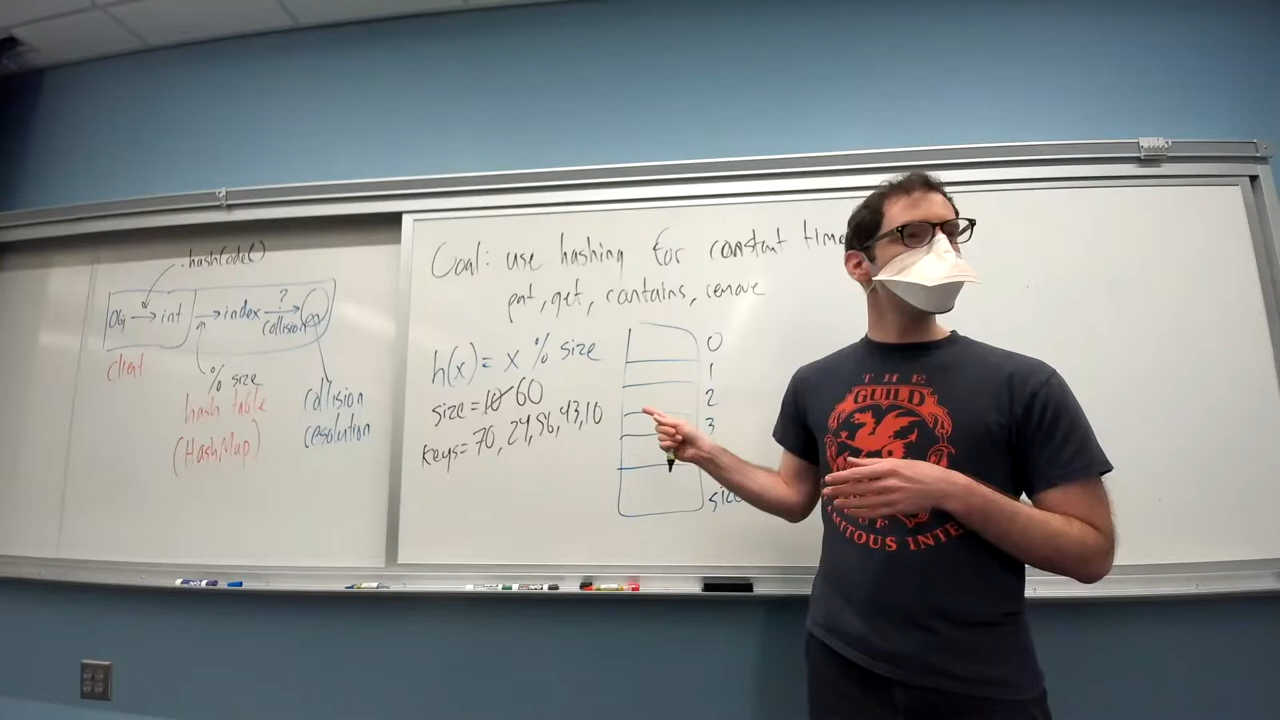 .hashCode()
Obj → int → index → ? collision
client
% size
hash table
(HashMap)
collision
resolution
Goal: use hashing for constant time
put, get, contains, remove
h(x) = x % size
size = 10 60
keys = 70, 24, 56, 43, 10
0
1
2
3
THE
GUILD
OF